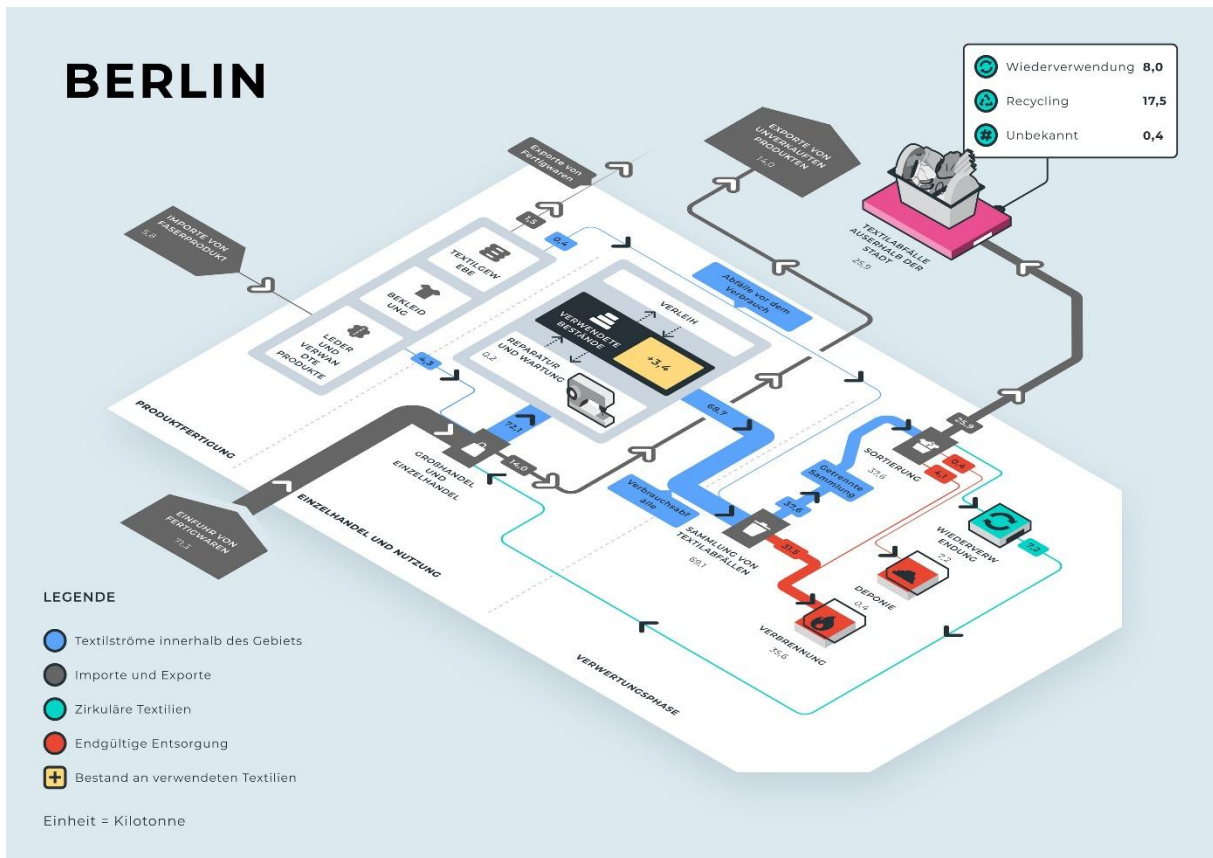 BERLIN
Wiederverwendung 8,0
Recycling 17,5
Unbekannt 0,4
EXPORTE VON
UNVERKAUFTEN
PRODUKTEN
14,0
Exporte von
Fertigwaren
1,5
IMPORTE VON
FASERPRODUKT
5,8
TEXTILABFÄLLE
AUSERHALB DER
STADT
25,9
TEXTILGEW
EBE
BEKLEID
UNG
LEDER
UND
VERWAN
DTE
PRODUKTE
0,4
Abfälle vor dem
Verbrauch
VERLEIH
VERWENDETE
BESTÄNDE
+3,4
REPARATUR
UND WARTUNG
0,2
4,3
PRODUKTFERTIGUNG
72,1
68,7
14,0
GROßHANDEL
UND
EINZELHANDEL
EINFUHR VON
FERTIGWAREN
71,3
EINZELHANDEL UND NUTZUNG
Verbrauchsabf
älle
SAMMLUNG VON
TEXTILABFÄLLEN
69,1
37,6
Getrennte
Sammlung
25,9
SORTIERUNG
37,6
0,4
4,1
31,5
WIEDERVERW
ENDUNG
7,2
7,2
DEPONIE
0,4
VERBRENNUNG
35,6
VERWERTUNGSPHASE
LEGENDE
Textilströme innerhalb des Gebiets
Importe und Exporte
Zirkuläre Textilien
Endgültige Entsorgung
Bestand an verwendeten Textilien
Einheit = Kilotonne